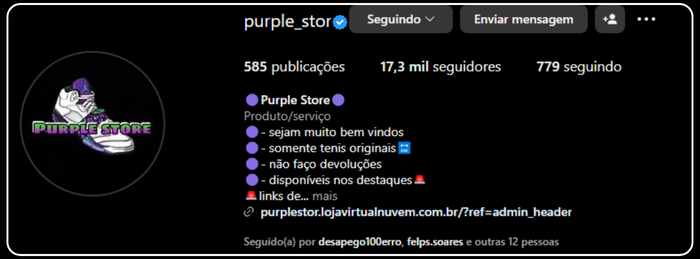 purple_stor
Seguindo
Enviar mensagem
585 publicações
17,3 mil seguidores
779 seguindo
🟣Purple Store🟣
Produto/serviço
🟣- sejam muito bem vindos
🟣- somente tenis originais
🟣- não faço devoluções
🟣- disponíveis nos destaques🚨
🚨links de... mais
purplestor.lojavirtualnuvem.com.br/?ref=admin_header
Seguido(a) por desapego100erro, felps.soares e outras 12 pessoas
PURPLE STORE